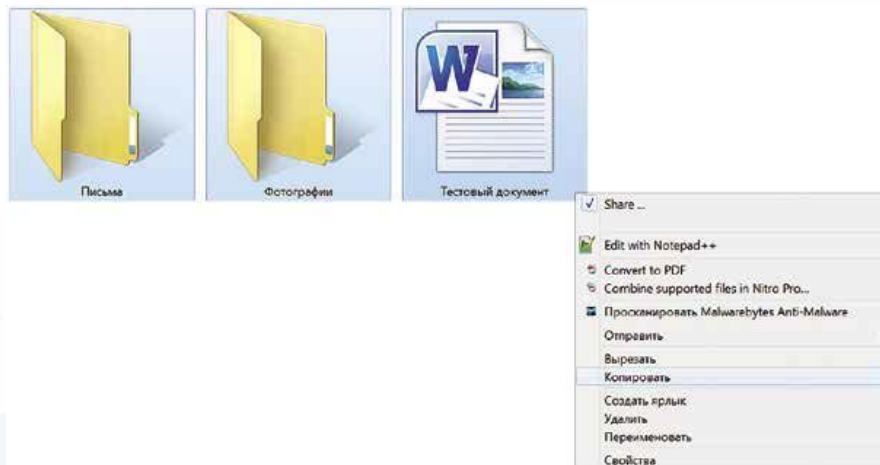 Письма
Фотографии
Тестовый документ
Share ...
Edit with Notepad++
Convert to PDF
Combine supported files in Nitro Pro...
Просканировать Malwarebytes Anti-Malware
Отправить
Вырезать
Копировать
Создать ярлык
Удалить
Переименовать
Свойства